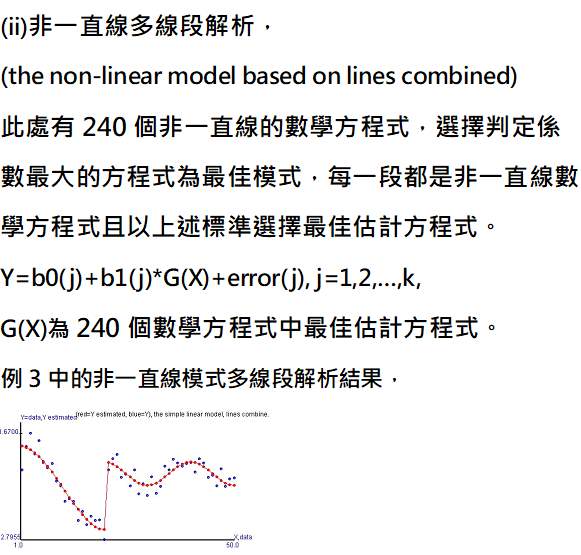 (ii)非一直線多線段解析，
(the non-linear model based on lines combined)
此處有 240 個非一直線的數學方程式，選擇判定係
數最大的方程式為最佳模式，每一段都是非一直線數
學方程式且以上述標準選擇最佳估計方程式。
Y=b0(j)+b1(j)*G(X)+error(j), j=1,2,...,k,
G(X)為 240 個數學方程式中最佳估計方程式。
例 3 中的非一直線模式多線段解析結果，
Y=data,Y estimated(red=Y estimated, blue=Y), the simple linear model, lines combine.
.6700
2.7955
1.0 50.0
X,data